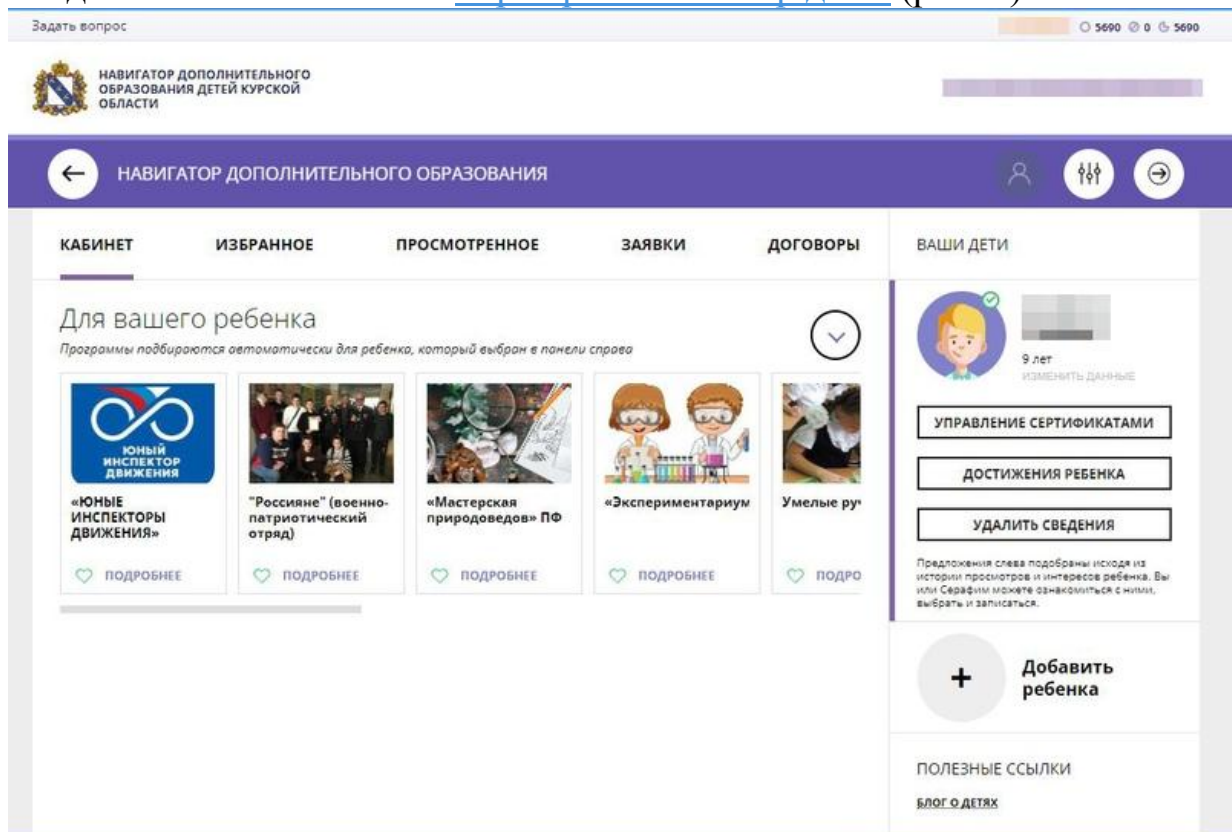 Задать вопрос
5690 0 5690
НАВИГАТОР ДОПОЛНИТЕЛЬНОГО
ОБРАЗОВАНИЯ ДЕТЕЙ КУРСКОЙ
ОБЛАСТИ
НАВИГАТОР ДОПОЛНИТЕЛЬНОГО ОБРАЗОВАНИЯ
КАБИНЕТ ИЗБРАННОЕ ПРОСМОТРЕННОЕ ЗАЯВКИ ДОГОВОРЫ
Для вашего ребенка
Программы подбираются автоматически для ребенка, который выбран в панели справа
ЮНЫЙ
ИНСПЕКТОР
ДВИЖЕНИЯ
«ЮНЫЕ
ИНСПЕКТОРЫ
ДВИЖЕНИЯ»
ПОДРОБНЕЕ
"Россияне" (военно-
патриотический
отряд)
ПОДРОБНЕЕ
«Мастерская
природоведов» ПФ
ПОДРОБНЕЕ
«Экспериментариум
ПОДРОБНЕЕ
Умелые ру
ПОДРО
ВАШИ ДЕТИ
9 лет
ИЗМЕНИТЬ ДАННЫЕ
УПРАВЛЕНИЕ СЕРТИФИКАТАМИ
ДОСТИЖЕНИЯ РЕБЕНКА
УДАЛИТЬ СВЕДЕНИЯ
Предложения слева подобраны исходя из
истории просмотров и интересов ребенка. Вы
или Серафим можете ознакомиться с ними,
выбрать и записаться.
Добавить
ребенка
ПОЛЕЗНЫЕ ССЫЛКИ
БЛОГ О ДЕТЯХ